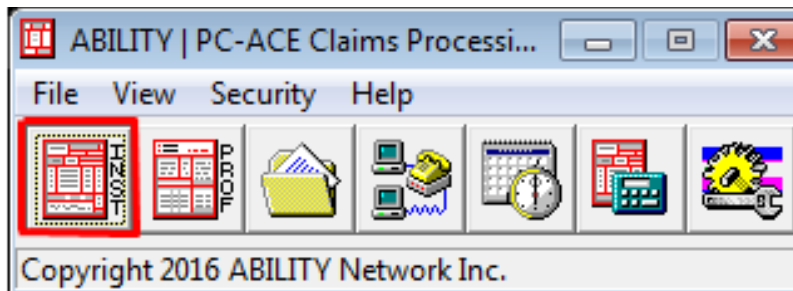 ABILITY | PC-ACE Claims Processi...
File View Security Help
INST PROF
Copyright 2016 ABILITY Network Inc.